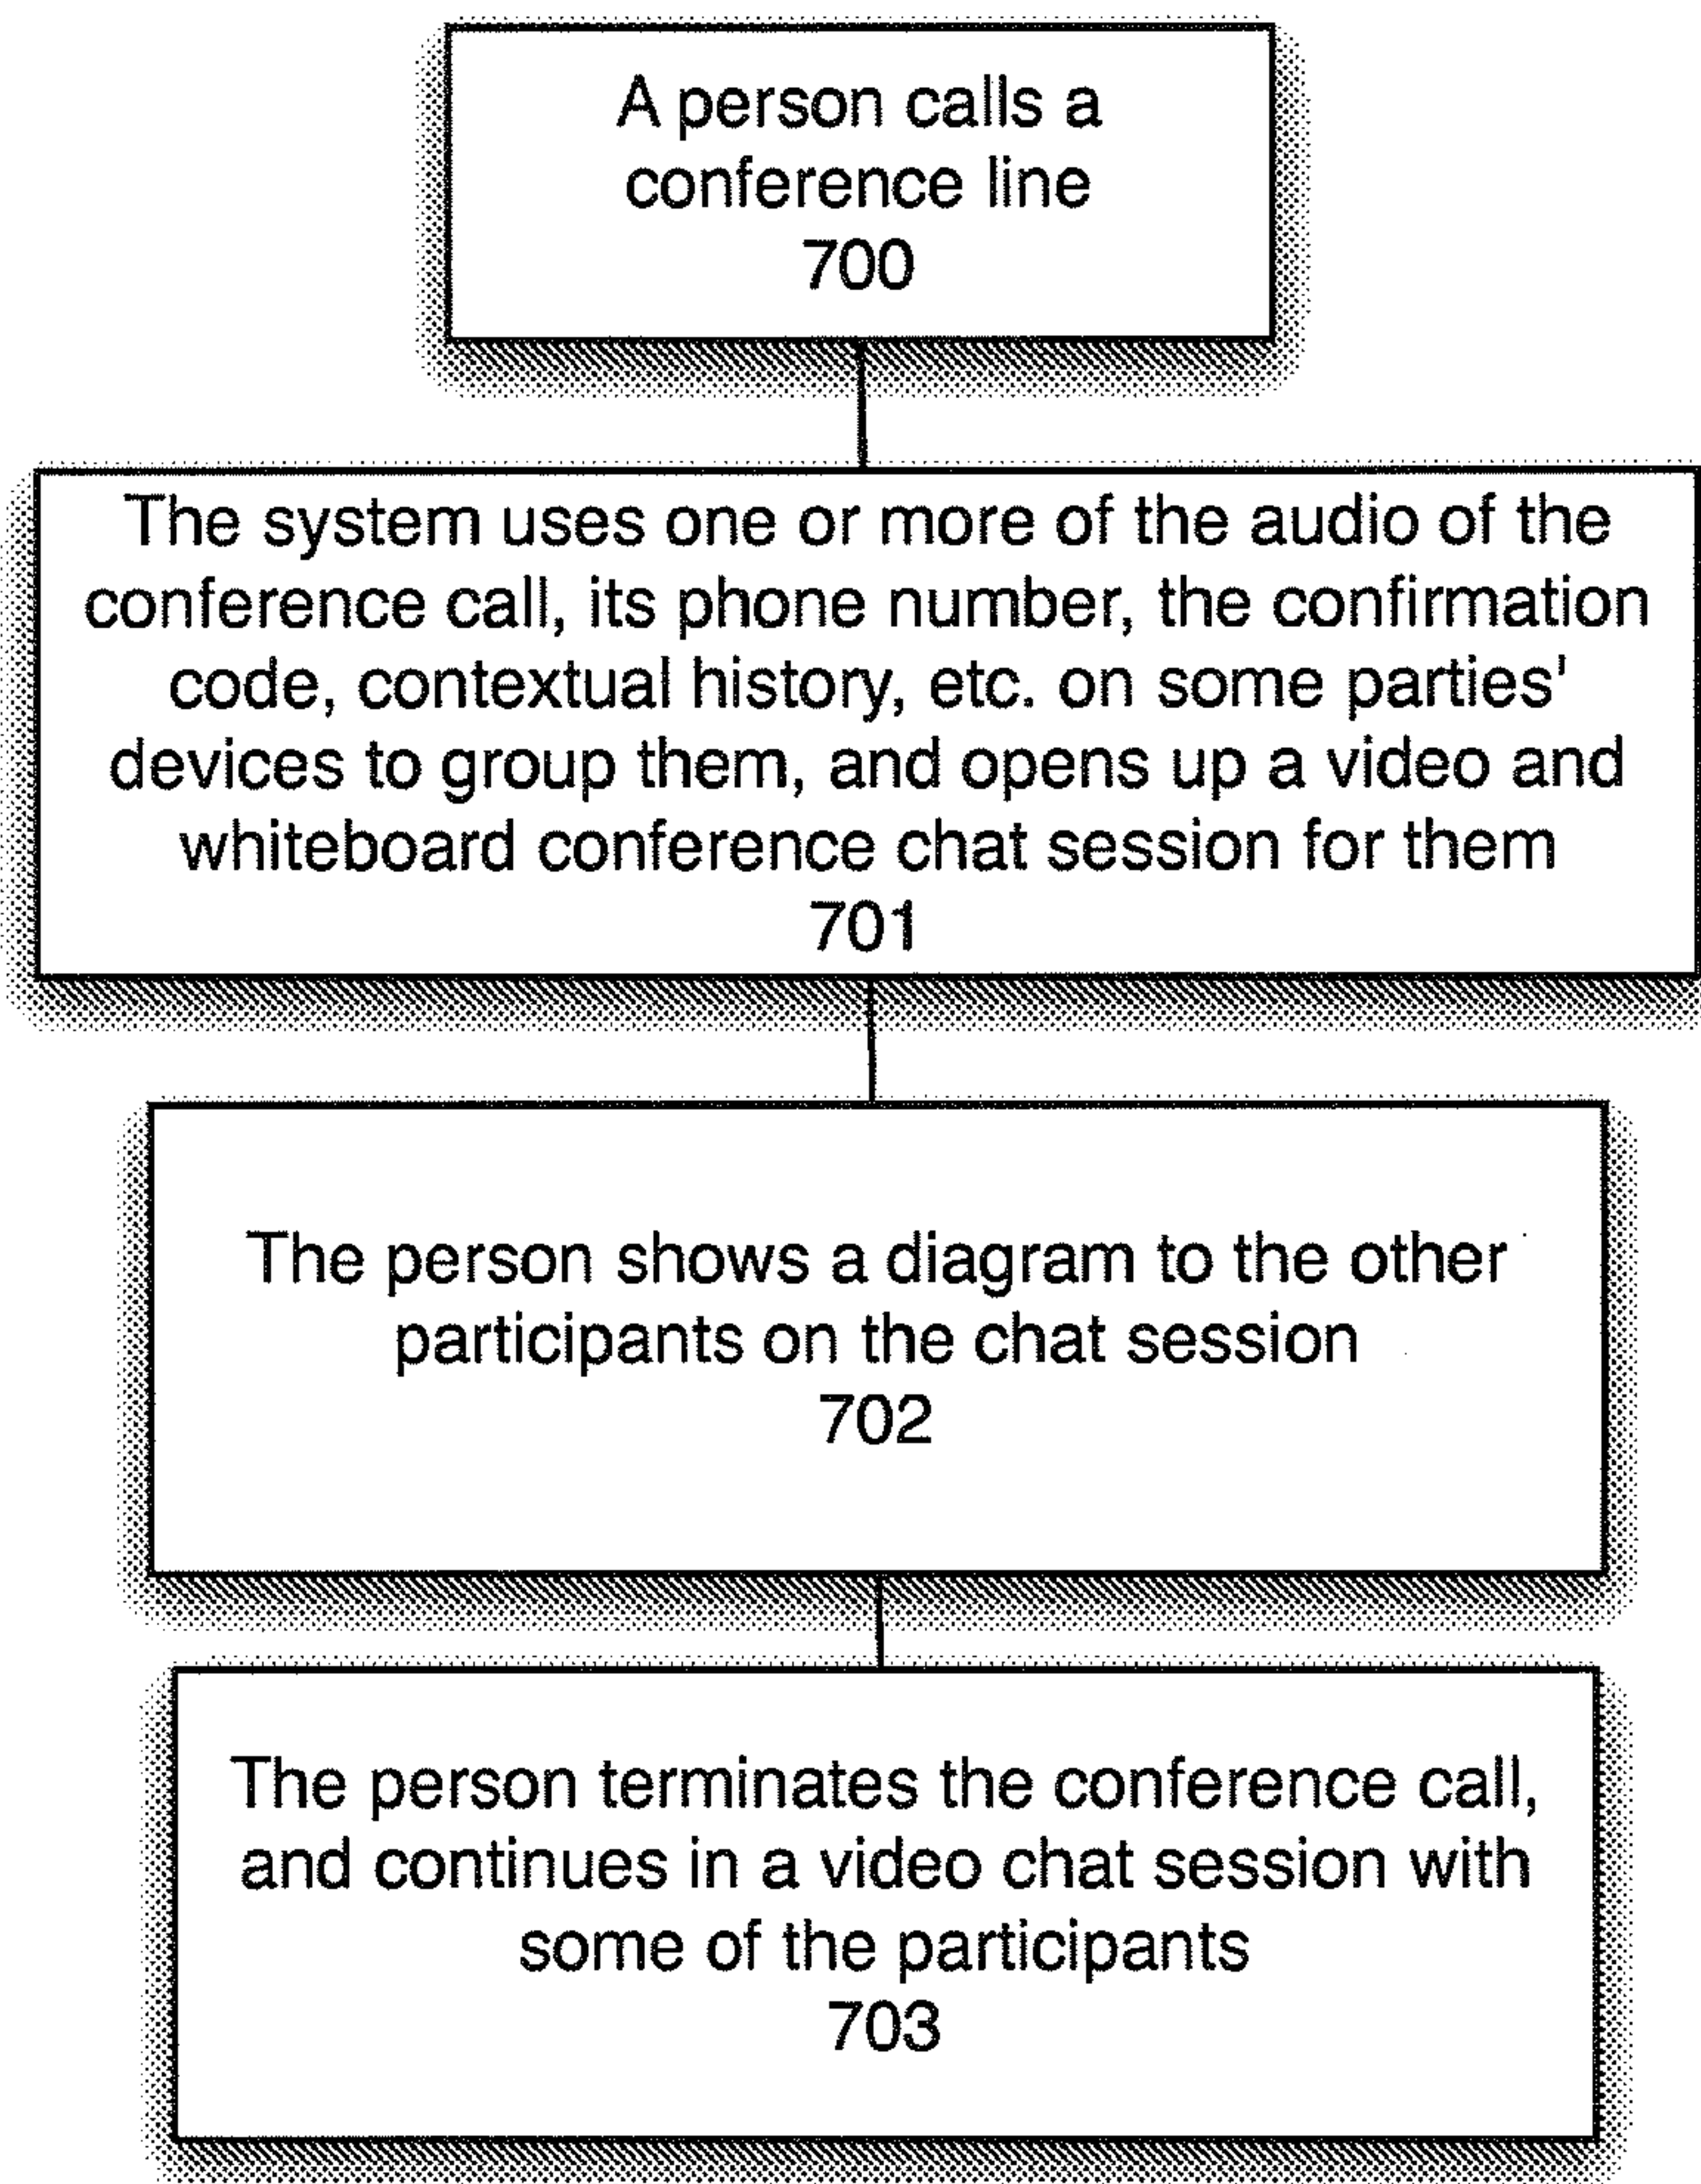 A person calls a
conference line
700
The system uses one or more of the audio of the
conference call, its phone number, the confirmation
code, contextual history, etc. on some parties'
devices to group them, and opens up a video and
whiteboard conference chat session for them
701
The person shows a diagram to the other
participants on the chat session
702
The person terminates the conference call,
and continues in a video chat session with
some of the participants
703